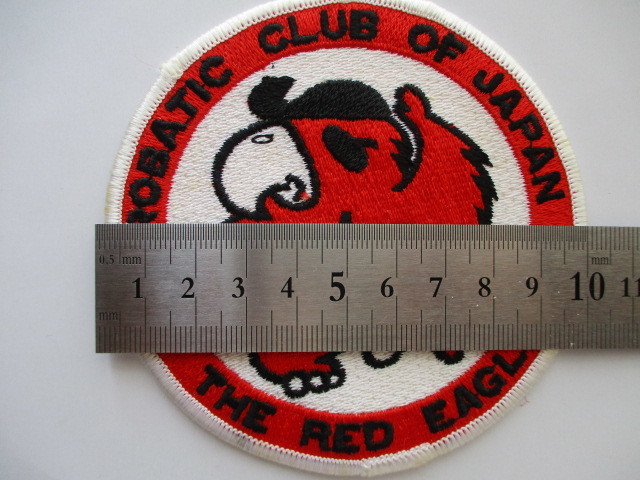 ROBATIC CLUB OF JAPAN
0.5 mm mm
1 2 3 4 5 6 7 8 9 10 11
mm
THE RED EAGL